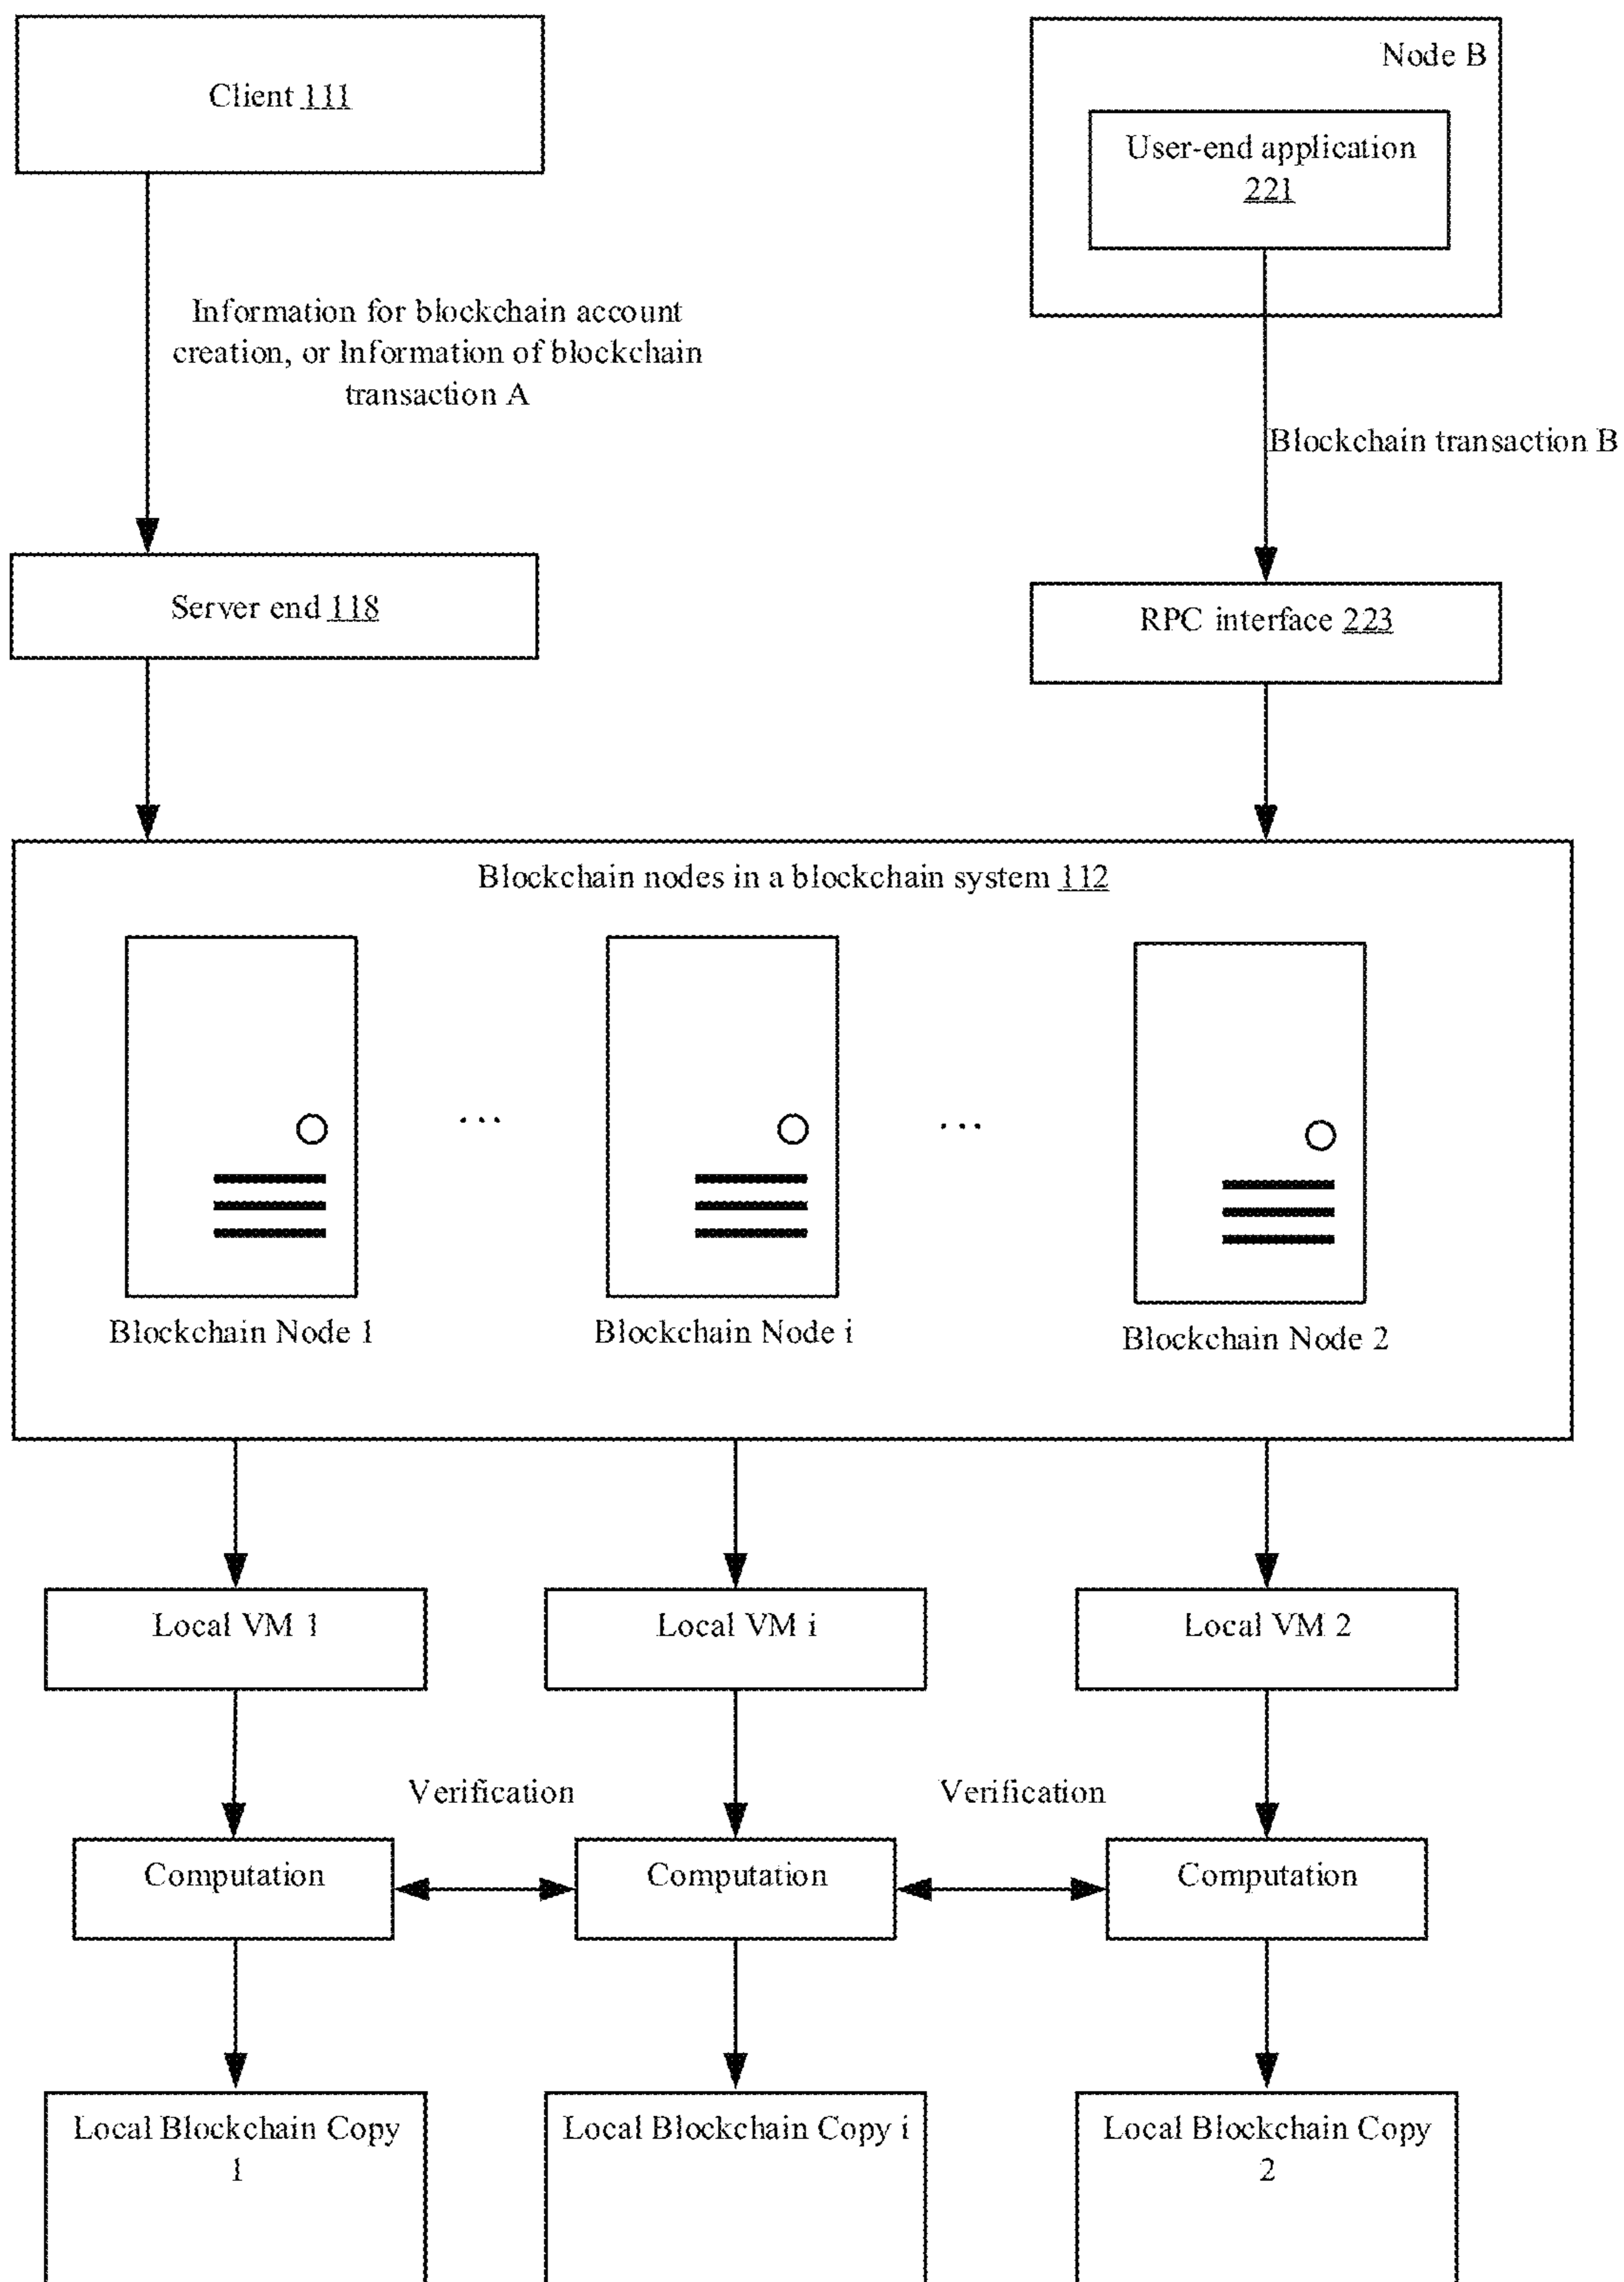 Client 111
Node B
User-end application
221
Information for blockchain account
creation, or Information of blockchain
transaction A
Blockchain transaction B
Server end 118
RPC interface 223
Blockchain nodes in a blockchain system 112
...
...
Blockchain Node 1
Blockchain Node i
Blockchain Node 2
Local VM 1
Local VM i
Local VM 2
Verification
Verification
Computation
Computation
Computation
Local Blockchain Copy
1
Local Blockchain Copy i
Local Blockchain Copy
2